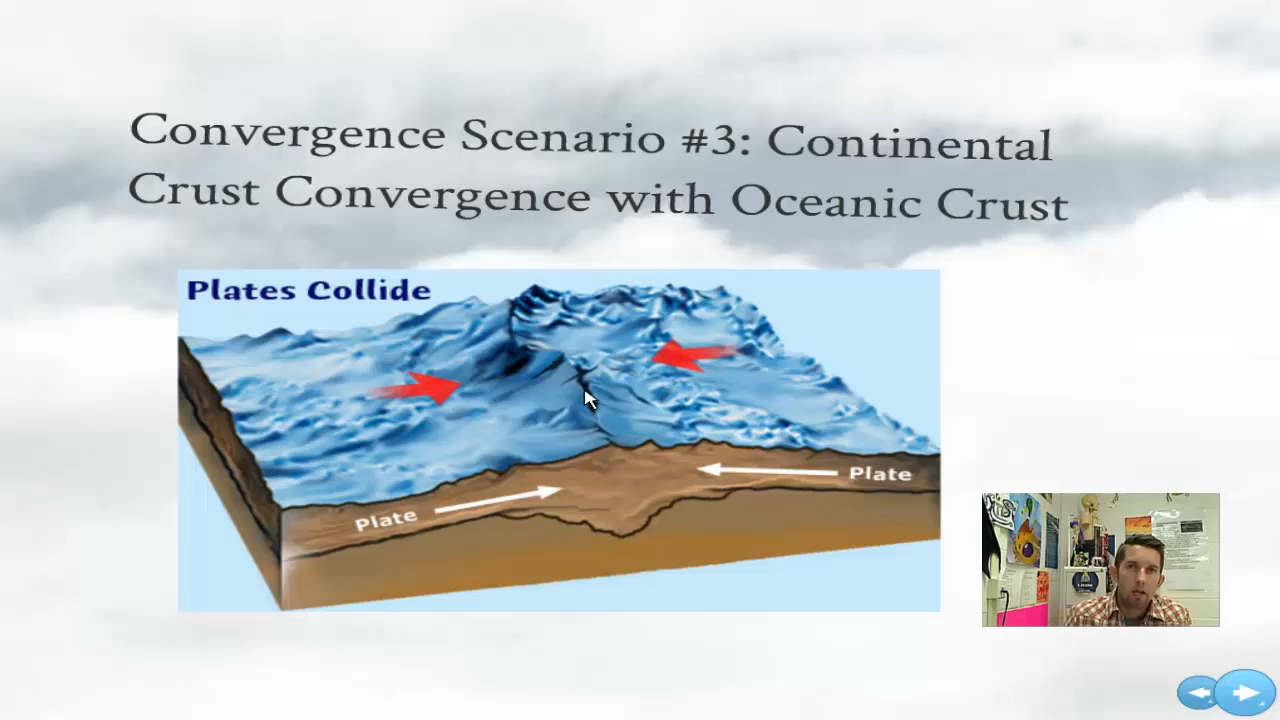 Convergence Scenario #3: Continental
Crust Convergence with Oceanic Crust
Plates Collide
Plate
Plate